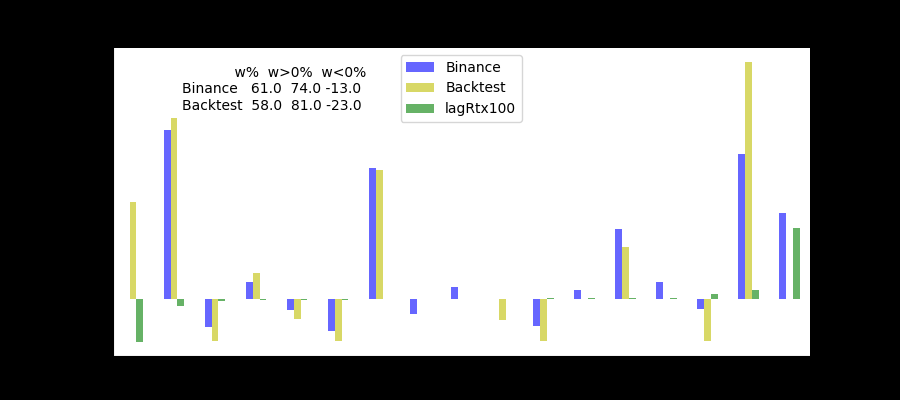 w% w>0% w<0%
Binance 61.0 74.0 -13.0
Backtest 58.0 81.0 -23.0
Binance
Backtest
lagRtx100